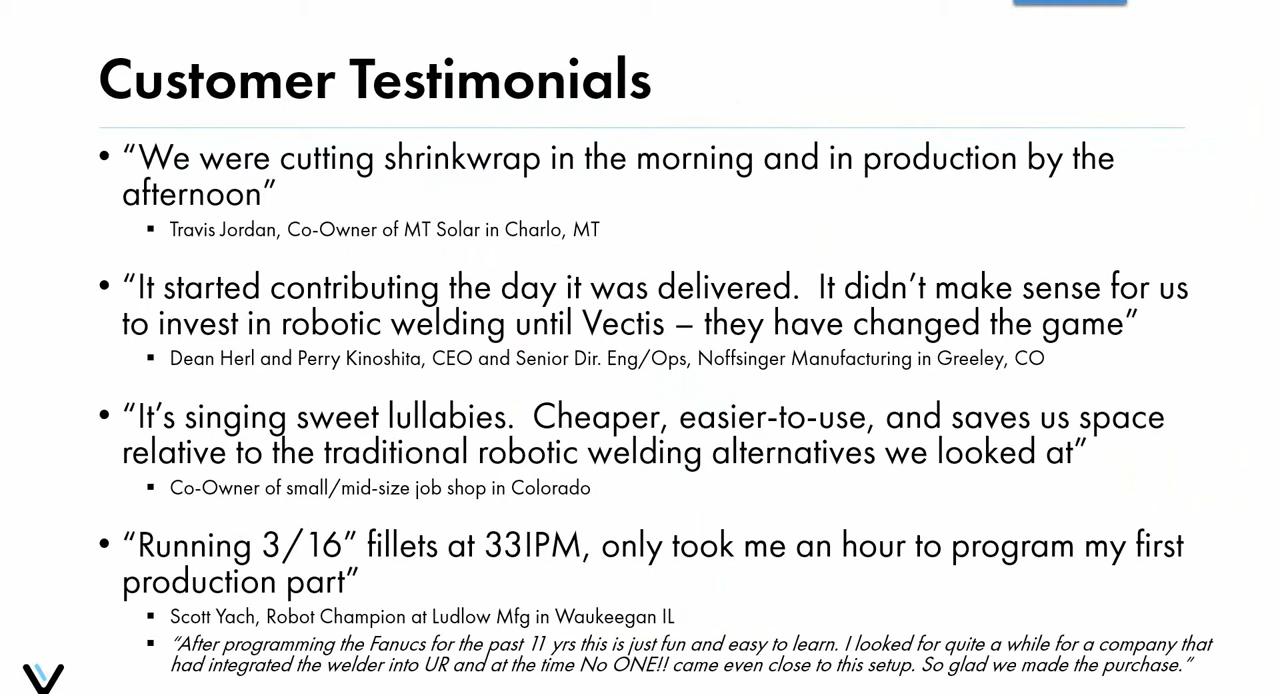 Customer Testimonials
• “We were cutting shrinkwrap in the morning and in production by the
afternoon”
▪ Travis Jordan, Co-Owner of MT Solar in Charlo, MT
• “It started contributing the day it was delivered.  It didn’t make sense for us
to invest in robotic welding until Vectis – they have changed the game”
▪ Dean Herl and Perry Kinoshita, CEO and Senior Dir. Eng/Ops, Noffsinger Manufacturing in Greeley, CO
• “It’s singing sweet lullabies.  Cheaper, easier-to-use, and saves us space
relative to the traditional robotic welding alternatives we looked at”
▪ Co-Owner of small/mid-size job shop in Colorado
• “Running 3/16” fillets at 33IPM, only took me an hour to program my first
production part”
▪ Scott Yach, Robot Champion at Ludlow Mfg in Waukeegan IL
▪ “After programming the Fanucs for the past 11 yrs this is just fun and easy to learn. I looked for quite a while for a company that
had integrated the welder into UR and at the time No ONE!! came even close to this setup. So glad we made the purchase.”